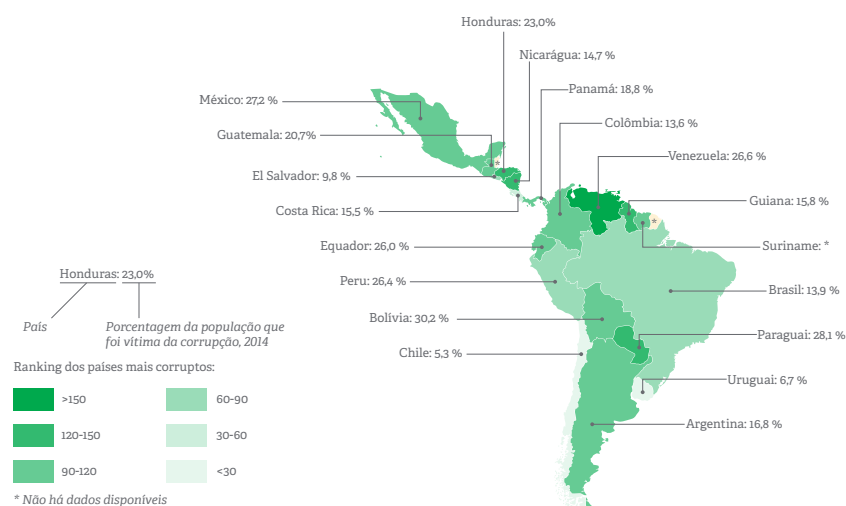 Honduras: 23,0%
Nicarágua: 14,7 %
Panamá: 18,8 %
México: 27,2 %
Colômbia: 13,6 %
Guatemala: 20,7%
Venezuela: 26,6 %
*
El Salvador: 9,8 %
Guiana: 15,8 %
Costa Rica: 15,5 %
*
Equador: 26,0 %
Suriname: *
Honduras: 23,0%
Peru: 26,4 %
Brasil: 13,9 %
Bolívia: 30,2 %
País
Porcentagem da população que
foi vítima da corrupção, 2014
Paraguai: 28,1 %
Chile: 5,3 %
Ranking dos países mais corruptos:
Uruguai: 6,7 %
>150
60-90
Argentina: 16,8 %
120-150
30-60
90-120
<30
* Não há dados disponíveis